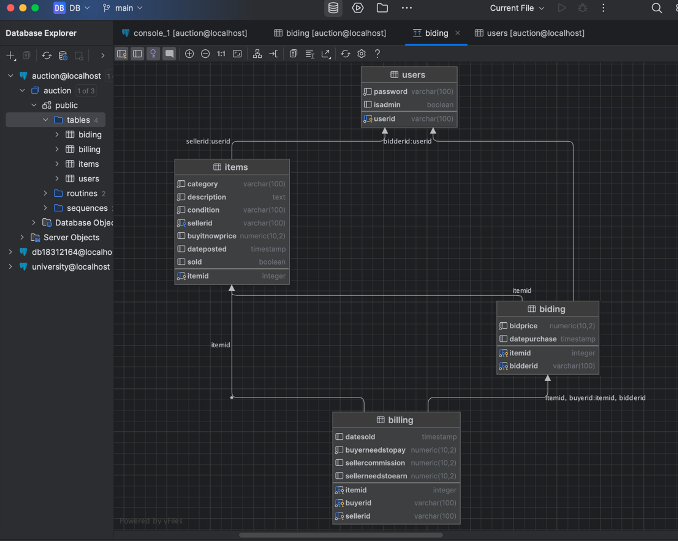 DB DB main Current File
Database Explorer
console_1 [auction@localhost] biding [auction@localhost] biding users [auction@localhost]
1:1 ?
auction@localhost 1
auction 1 of 3
public
tables 4
biding
billing
items
users
routines 2
sequences
Database Objec
Server Objects
db18312164@localho
university@localhost
users
password varchar(100)
isadmin boolean
userid varchar(100)
sellerid:userid
bidderid:userid
items
category varchar(100)
description text
condition varchar(100)
sellerid varchar(100)
buyitnowprice numeric(10,2)
dateposted timestamp
sold boolean
itemid integer
itemid
biding
bidprice numeric(10,2)
datepurchase timestamp
itemid integer
bidderid varchar(100)
itemid
itemid, buyerid:itemid, bidderid
billing
datesold timestamp
buyerneedstopay numeric(10,2)
sellercommission numeric(10,2)
sellerneedstoearn numeric(10,2)
itemid integer
buyerid varchar(100)
sellerid varchar(100)
Powered by yFiles